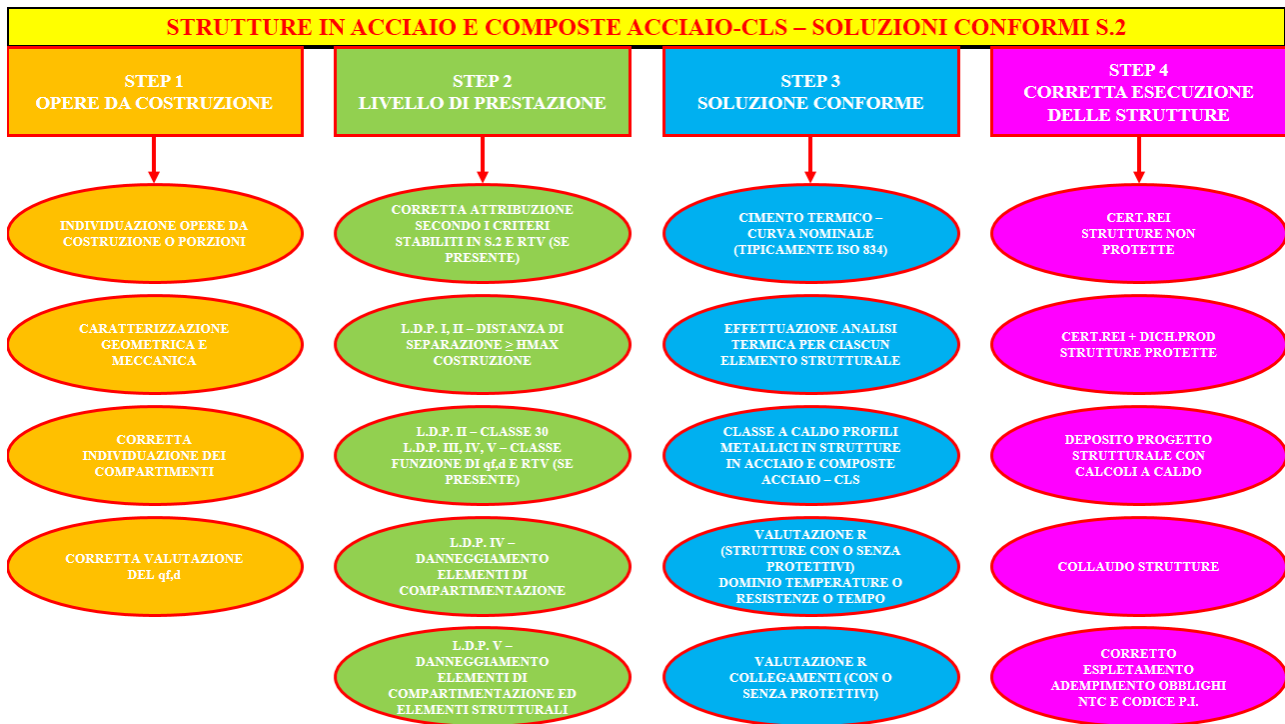 STRUTTURE IN ACCIAIO E COMPOSTE ACCIAIO-CLS – SOLUZIONI CONFORMI S.2
STEP 1
OPERE DA COSTRUZIONE
INDIVIDUAZIONE OPERE DA
COSTRUZIONE O PORZIONI
CARATTERIZZAZIONE
GEOMETRICA E
MECCANICA
CORRETTA
INDIVIDUAZIONE DEI
COMPARTIMENTI
CORRETTA VALUTAZIONE
DEL qf,d
STEP 2
LIVELLO DI PRESTAZIONE
CORRETTA ATTRIBUZIONE
SECONDO I CRITERI
STABILITI IN S.2 E RTV (SE
PRESENTE)
L.D.P. I, II – DISTANZA DI
SEPARAZIONE ≥ HMAX
COSTRUZIONE
L.D.P. II – CLASSE 30
L.D.P. III, IV, V – CLASSE
FUNZIONE DI qf,d E RTV (SE
PRESENTE)
L.D.P. IV –
DANNEGGIAMENTO
ELEMENTI DI
COMPARTIMENTAZIONE
L.D.P. V –
DANNEGGIAMENTO
ELEMENTI DI
COMPARTIMENTAZIONE ED
ELEMENTI STRUTTURALI
STEP 3
SOLUZIONE CONFORME
CIMENTO TERMICO –
CURVA NOMINALE
(TIPICAMENTE ISO 834)
EFFETTUAZIONE ANALISI
TERMICA PER CIASCUN
ELEMENTO STRUTTURALE
CLASSE A CALDO PROFILI
METALLICI IN STRUTTURE
IN ACCIAIO E COMPOSTE
ACCIAIO – CLS
VALUTAZIONE R
(STRUTTURE CON O SENZA
PROTETTIVI)
DOMINIO TEMPERATURE O
RESISTENZE O TEMPO
VALUTAZIONE R
COLLEGAMENTI (CON O
SENZA PROTETTIVI)
STEP 4
CORRETTA ESECUZIONE
DELLE STRUTTURE
CERT.REI
STRUTTURE NON
PROTETTE
CERT.REI + DICH.PROD
STRUTTURE PROTETTE
DEPOSITO PROGETTO
STRUTTURALE CON
CALCOLI A CALDO
COLLAUDO STRUTTURE
CORRETTO
ESPLETAMENTO
ADEMPIMENTO OBBLIGHI
NTC E CODICE P.I.